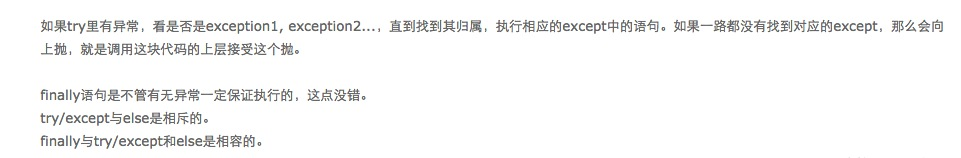 如果try里有异常，看是否是exception1, exception2...，直到找到其归属，执行相应的except中的语句。如果一路都没有找到对应的except，那么会向
上抛，就是调用这块代码的上层接受这个抛。
finally语句是不管有无异常一定保证执行的，这点没错。
try/except与else是相斥的。
finally与try/except和else是相容的。